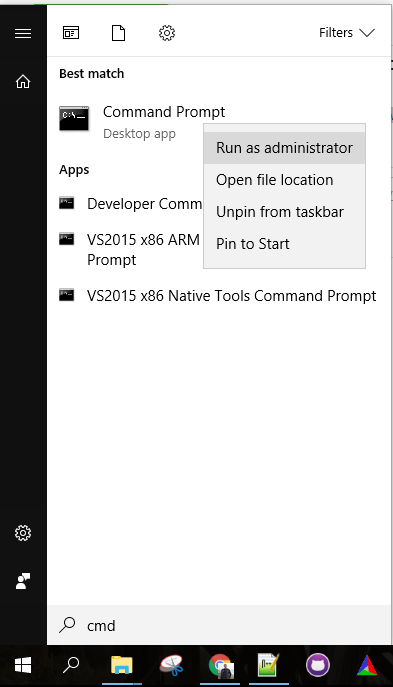 Filters
Best match
Command Prompt
Desktop app
Run as administrator
Open file location
Unpin from taskbar
Pin to Start
Apps
Developer Comm
VS2015 x86 ARM
Prompt
VS2015 x86 Native Tools Command Prompt
cmd